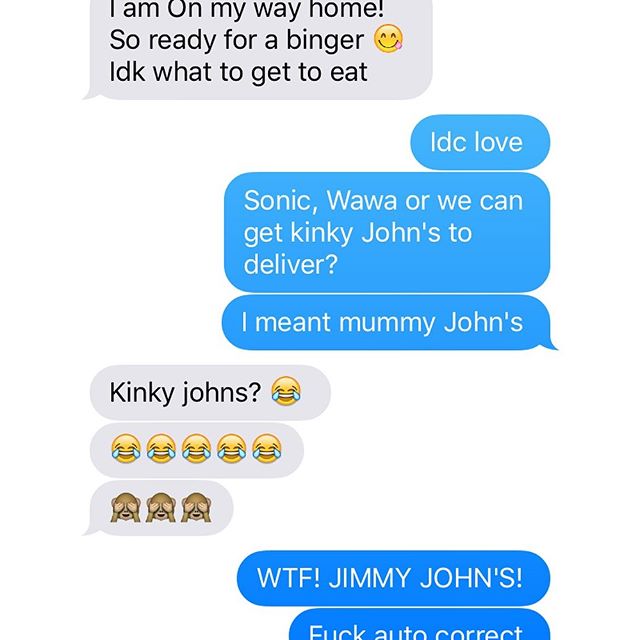 I am On my way home!
So ready for a binger 😋
Idk what to get to eat
Idc love
Sonic, Wawa or we can
get kinky John's to
deliver?
I meant mummy John's
Kinky johns? 😂
😂😂😂😂😂
🙈🙈🙈
WTF! JIMMY JOHN'S!
Fuck auto correct